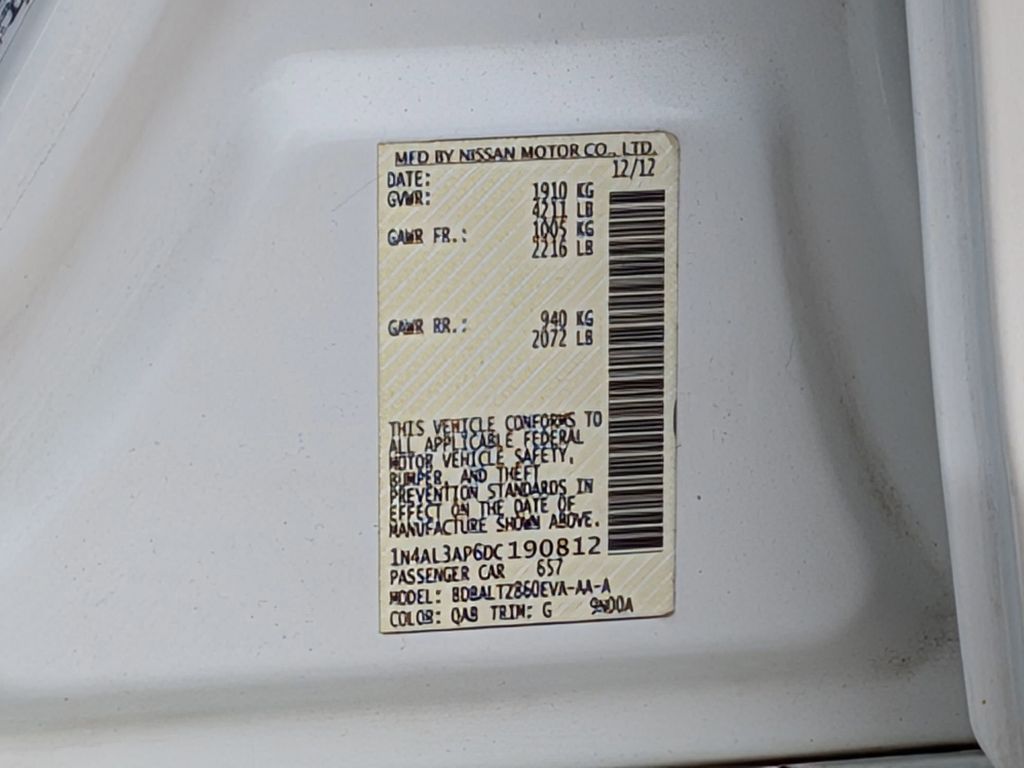 MFD BY NISSAN MOTOR CO., LTD.
DATE: 12/12
GVWR: 1910 KG
4211 LB
GAWR FR.: 1005 KG
2216 LB
GAWR RR.: 940 KG
2072 LB
THIS VEHICLE CONFORMS TO
ALL APPLICABLE FEDERAL
MOTOR VEHICLE SAFETY,
BUMPER, AND THEFT
PREVENTION STANDARDS IN
EFFECT ON THE DATE OF
MANUFACTURE SHOWN ABOVE.
1N4AL3AP6DC190812
PASSENGER CAR 657
MODEL: BDBALTZ860EVA-AA-A
COLOR: QAB TRIM: G